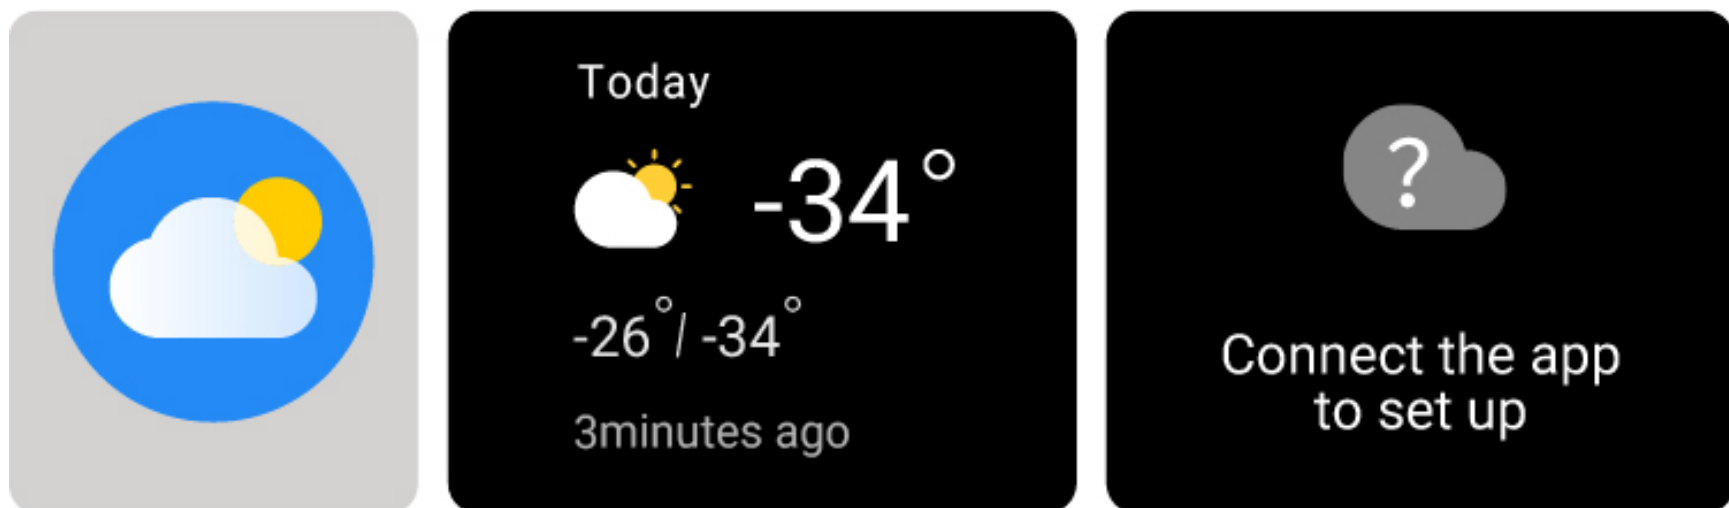 Today
-34°
-26°/ -34°
3minutes ago
?
Connect the app
to set up